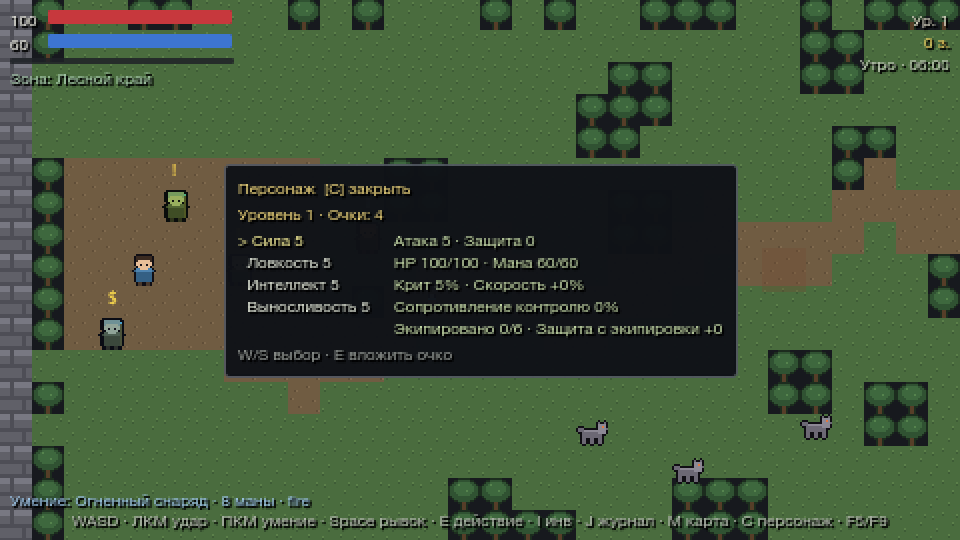 100
60
Зона: Лесной край
Ур. 1
0 з.
Утро · 06:00
!
$
Персонаж [C] закрыть
Уровень 1 · Очки: 4
> Сила 5
Ловкость 5
Интеллект 5
Выносливость 5
Атака 5 · Защита 0
HP 100/100 · Мана 60/60
Крит 5% · Скорость +0%
Сопротивление контролю 0%
Экипировано 0/6 · Защита с экипировки +0
W/S выбор · E вложить очко
Умение: Огненный снаряд · 8 маны · fire
WASD · ЛКМ удар · ПКМ умение · Space рывок · E действие · I инв · J журнал · M карта · C персонаж · F5/F9